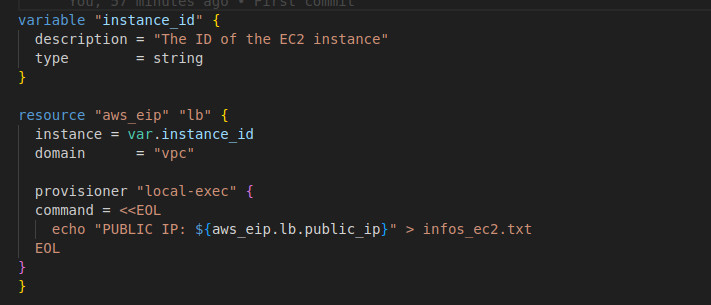 You, 57 minutes ago • First commit
variable "instance_id" {
  description = "The ID of the EC2 instance"
  type        = string
}

resource "aws_eip" "lb" {
  instance = var.instance_id
  domain      = "vpc"

  provisioner "local-exec" {
  command = <<EOL
    echo "PUBLIC IP: ${aws_eip.lb.public_ip}" > infos_ec2.txt
  EOL
}
}